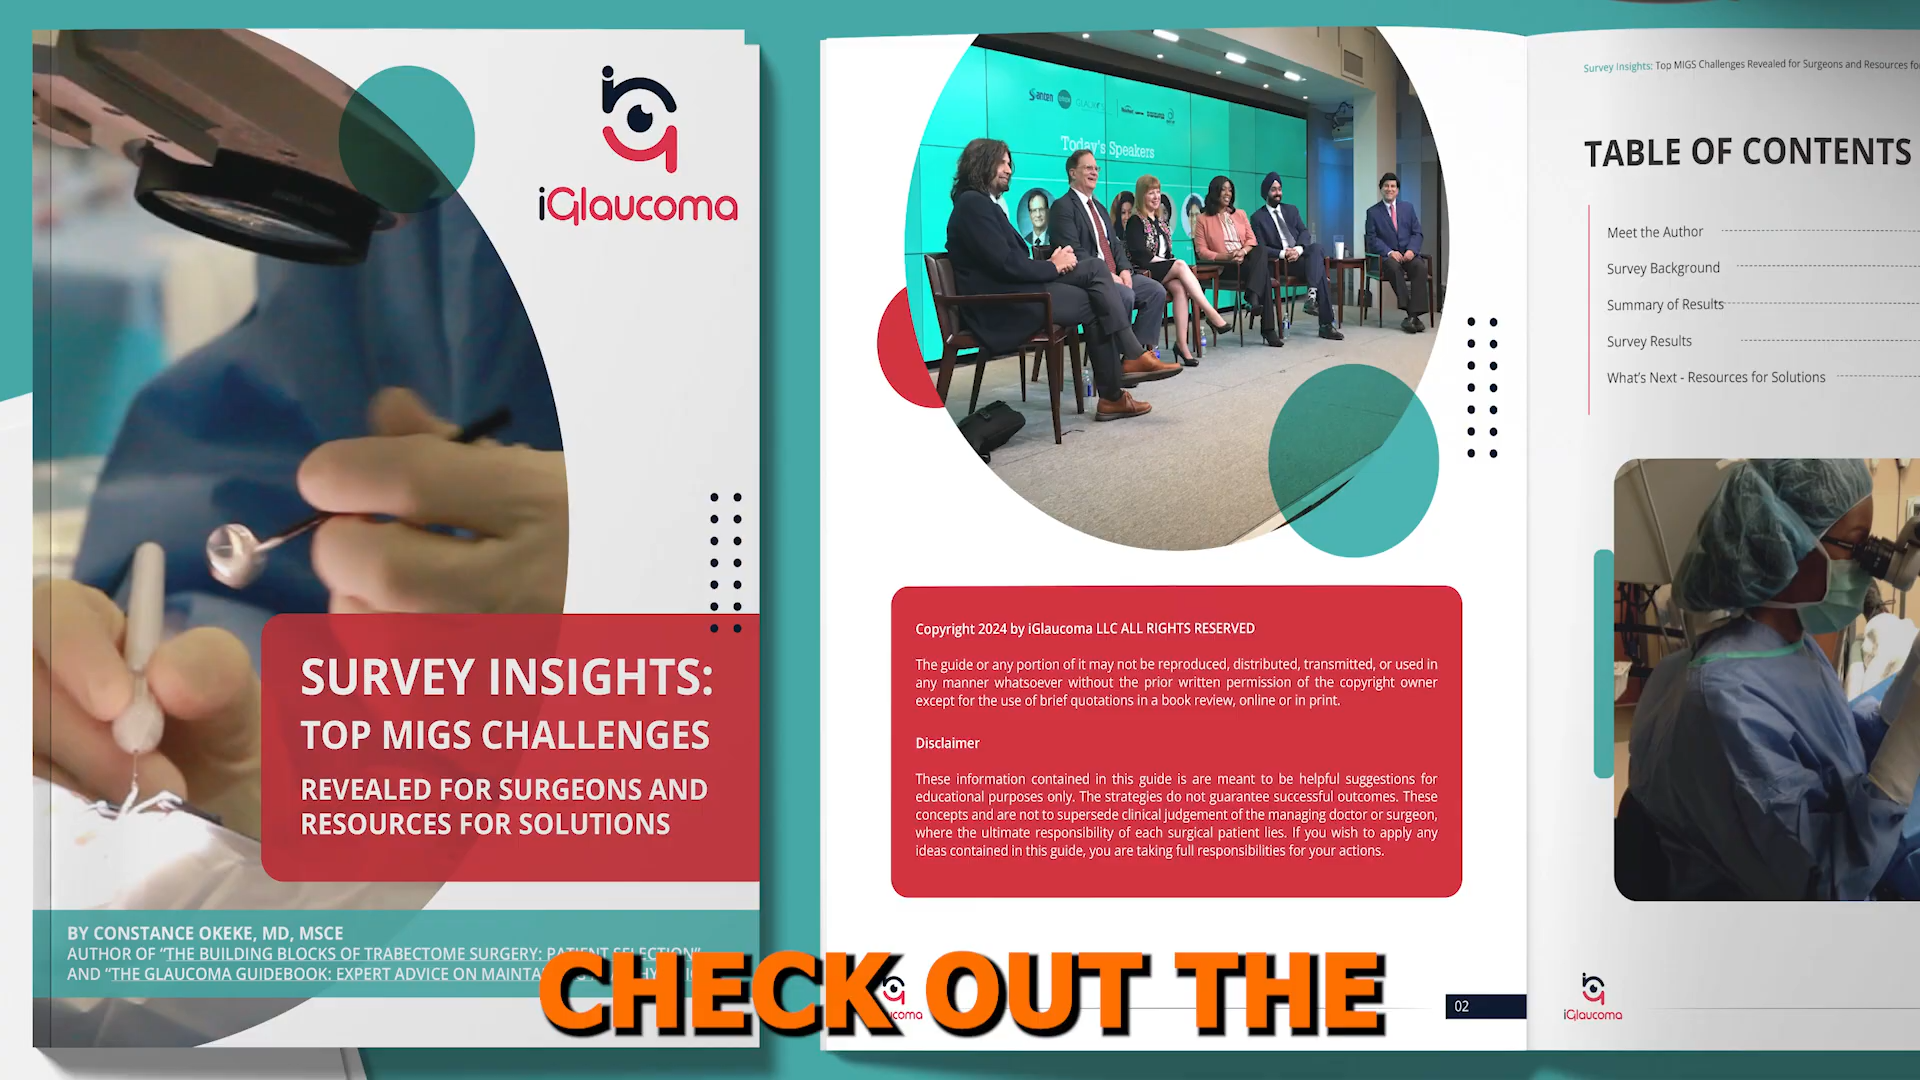 iGlaucoma
SURVEY INSIGHTS:
TOP MIGS CHALLENGES
REVEALED FOR SURGEONS AND
RESOURCES FOR SOLUTIONS
BY CONSTANCE OKEKE, MD, MSCE
AUTHOR OF “THE BUILDING BLOCKS OF TRABECTOME SURGERY: PATIENT SELECTION”
AND “THE GLAUCOMA GUIDEBOOK: EXPERT ADVICE ON
Santen
Today's Speakers
Copyright 2024 by iGlaucoma LLC ALL RIGHTS RESERVED
The guide or any portion of it may not be reproduced, distributed, transmitted, or used in
any manner whatsoever without the prior written permission of the copyright owner
except for the use of brief quotations in a book review, online or in print.
Disclaimer
These information contained in this guide is are meant to be helpful suggestions for
educational purposes only. The strategies do not guarantee successful outcomes. These
concepts and are not to supersede clinical judgement of the managing doctor or surgeon,
where the ultimate responsibility of each surgical patient lies. If you wish to apply any
ideas contained in this guide, you are taking full responsibilities for your actions.
02
Survey Insights: Top MIGS Challenges Revealed for Surgeons and Resources
TABLE OF CONTENTS
Meet the Author
Survey Background
Summary of Results
Survey Results
What's Next - Resources for Solutions
iGlaucoma
CHECK OUT THE